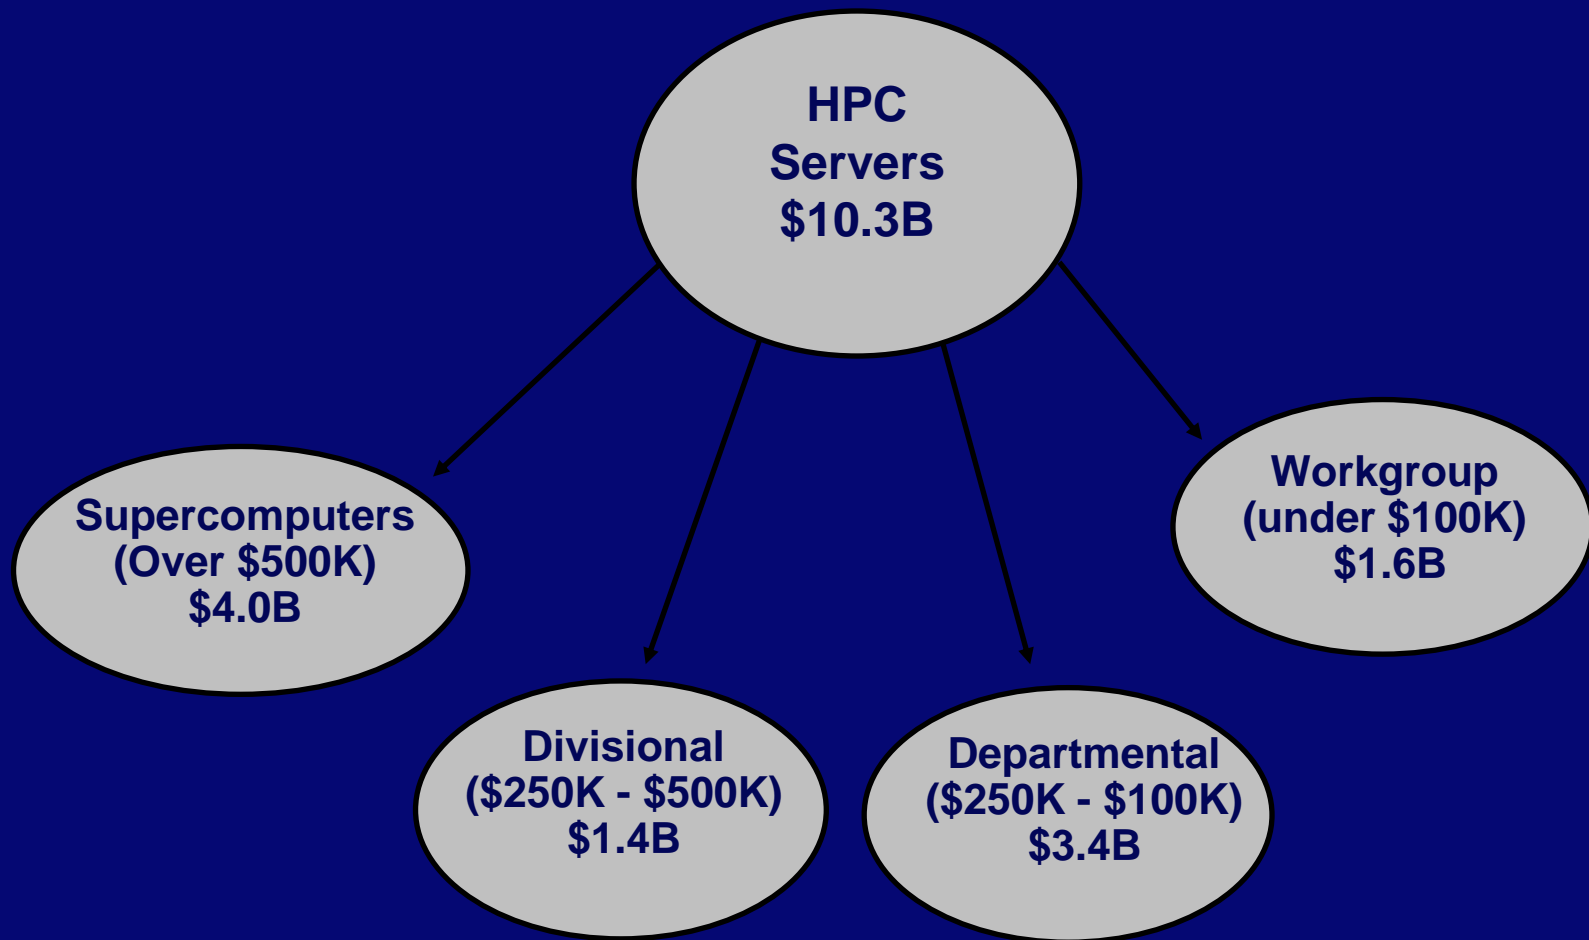 HPC
Servers
$10.3B
Supercomputers
(Over $500K)
$4.0B
Workgroup
(under $100K)
$1.6B
Divisional
($250K - $500K)
$1.4B
Departmental
($250K - $100K)
$3.4B